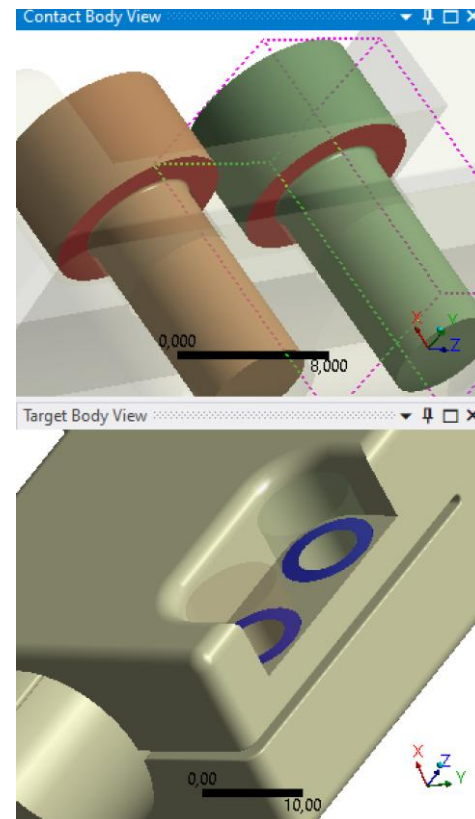 Contact Body View
X
Y
Z
0,000
8,000
Target Body View
X
Z
Y
0,00
10,00